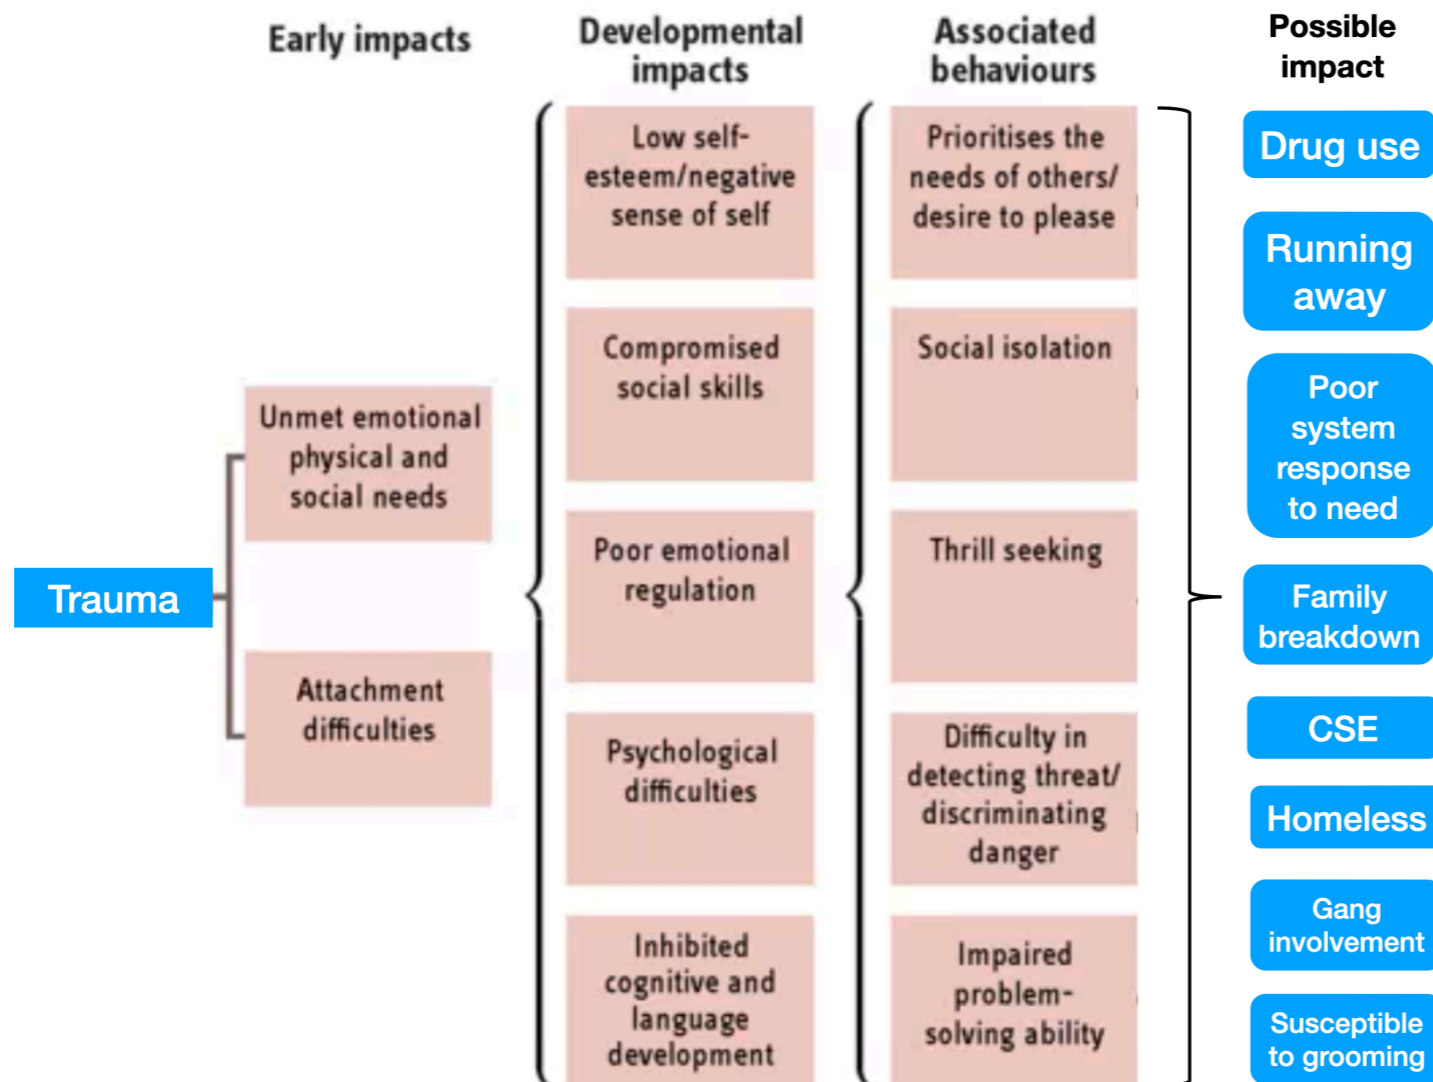 Early impacts
Developmental
impacts
Associated
behaviours
Possible
impact
Trauma
Unmet emotional
physical and
social needs
Attachment
difficulties
Low self-
esteem/negative
sense of self
Compromised
social skills
Poor emotional
regulation
Psychological
difficulties
Inhibited
cognitive and
language
development
Prioritises the
needs of others/
desire to please
Social isolation
Thrill seeking
Difficulty in
detecting threat/
discriminating
danger
Impaired
problem-
solving ability
Drug use
Running
away
Poor
system
response
to need
Family
breakdown
CSE
Homeless
Gang
involvement
Susceptible
to grooming